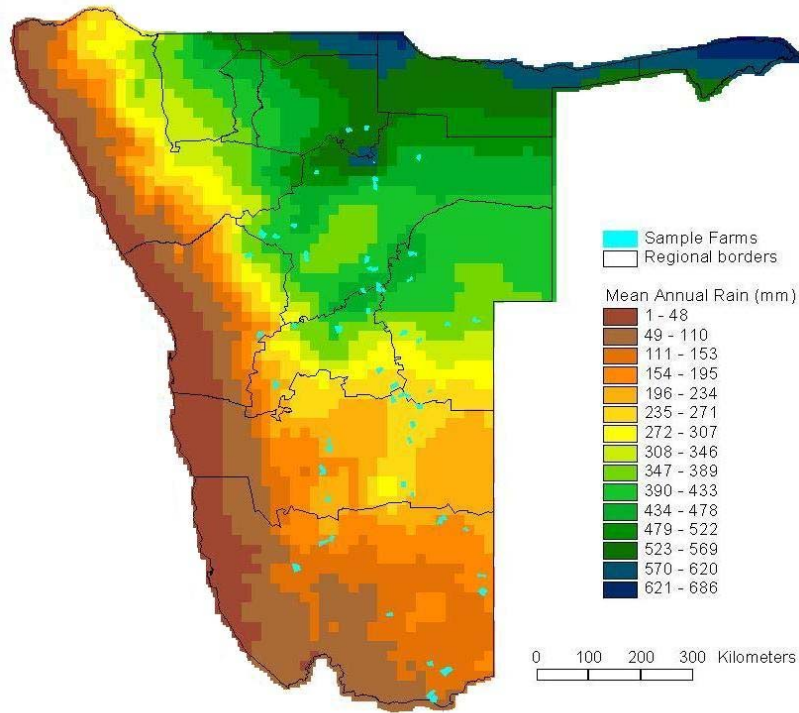 Sample Farms
Regional borders
Mean Annual Rain (mm)
1 - 48
49 - 110
111 - 153
154 - 195
196 - 234
235 - 271
272 - 307
308 - 346
347 - 389
390 - 433
434 - 478
479 - 522
523 - 569
570 - 620
621 - 686
0 100 200 300 Kilometers